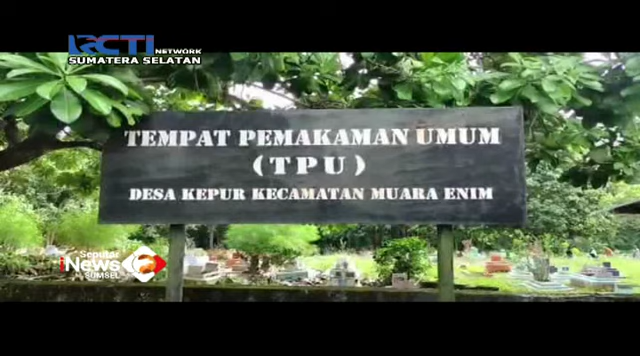 RCTI NETWORK
SUMATERA SELATAN
TEMPAT PEMAKAMAN UMUM
(TPU)
DESA KEPUR KECAMATAN MUARA ENIM
Seputar
iNews
SUMSEL